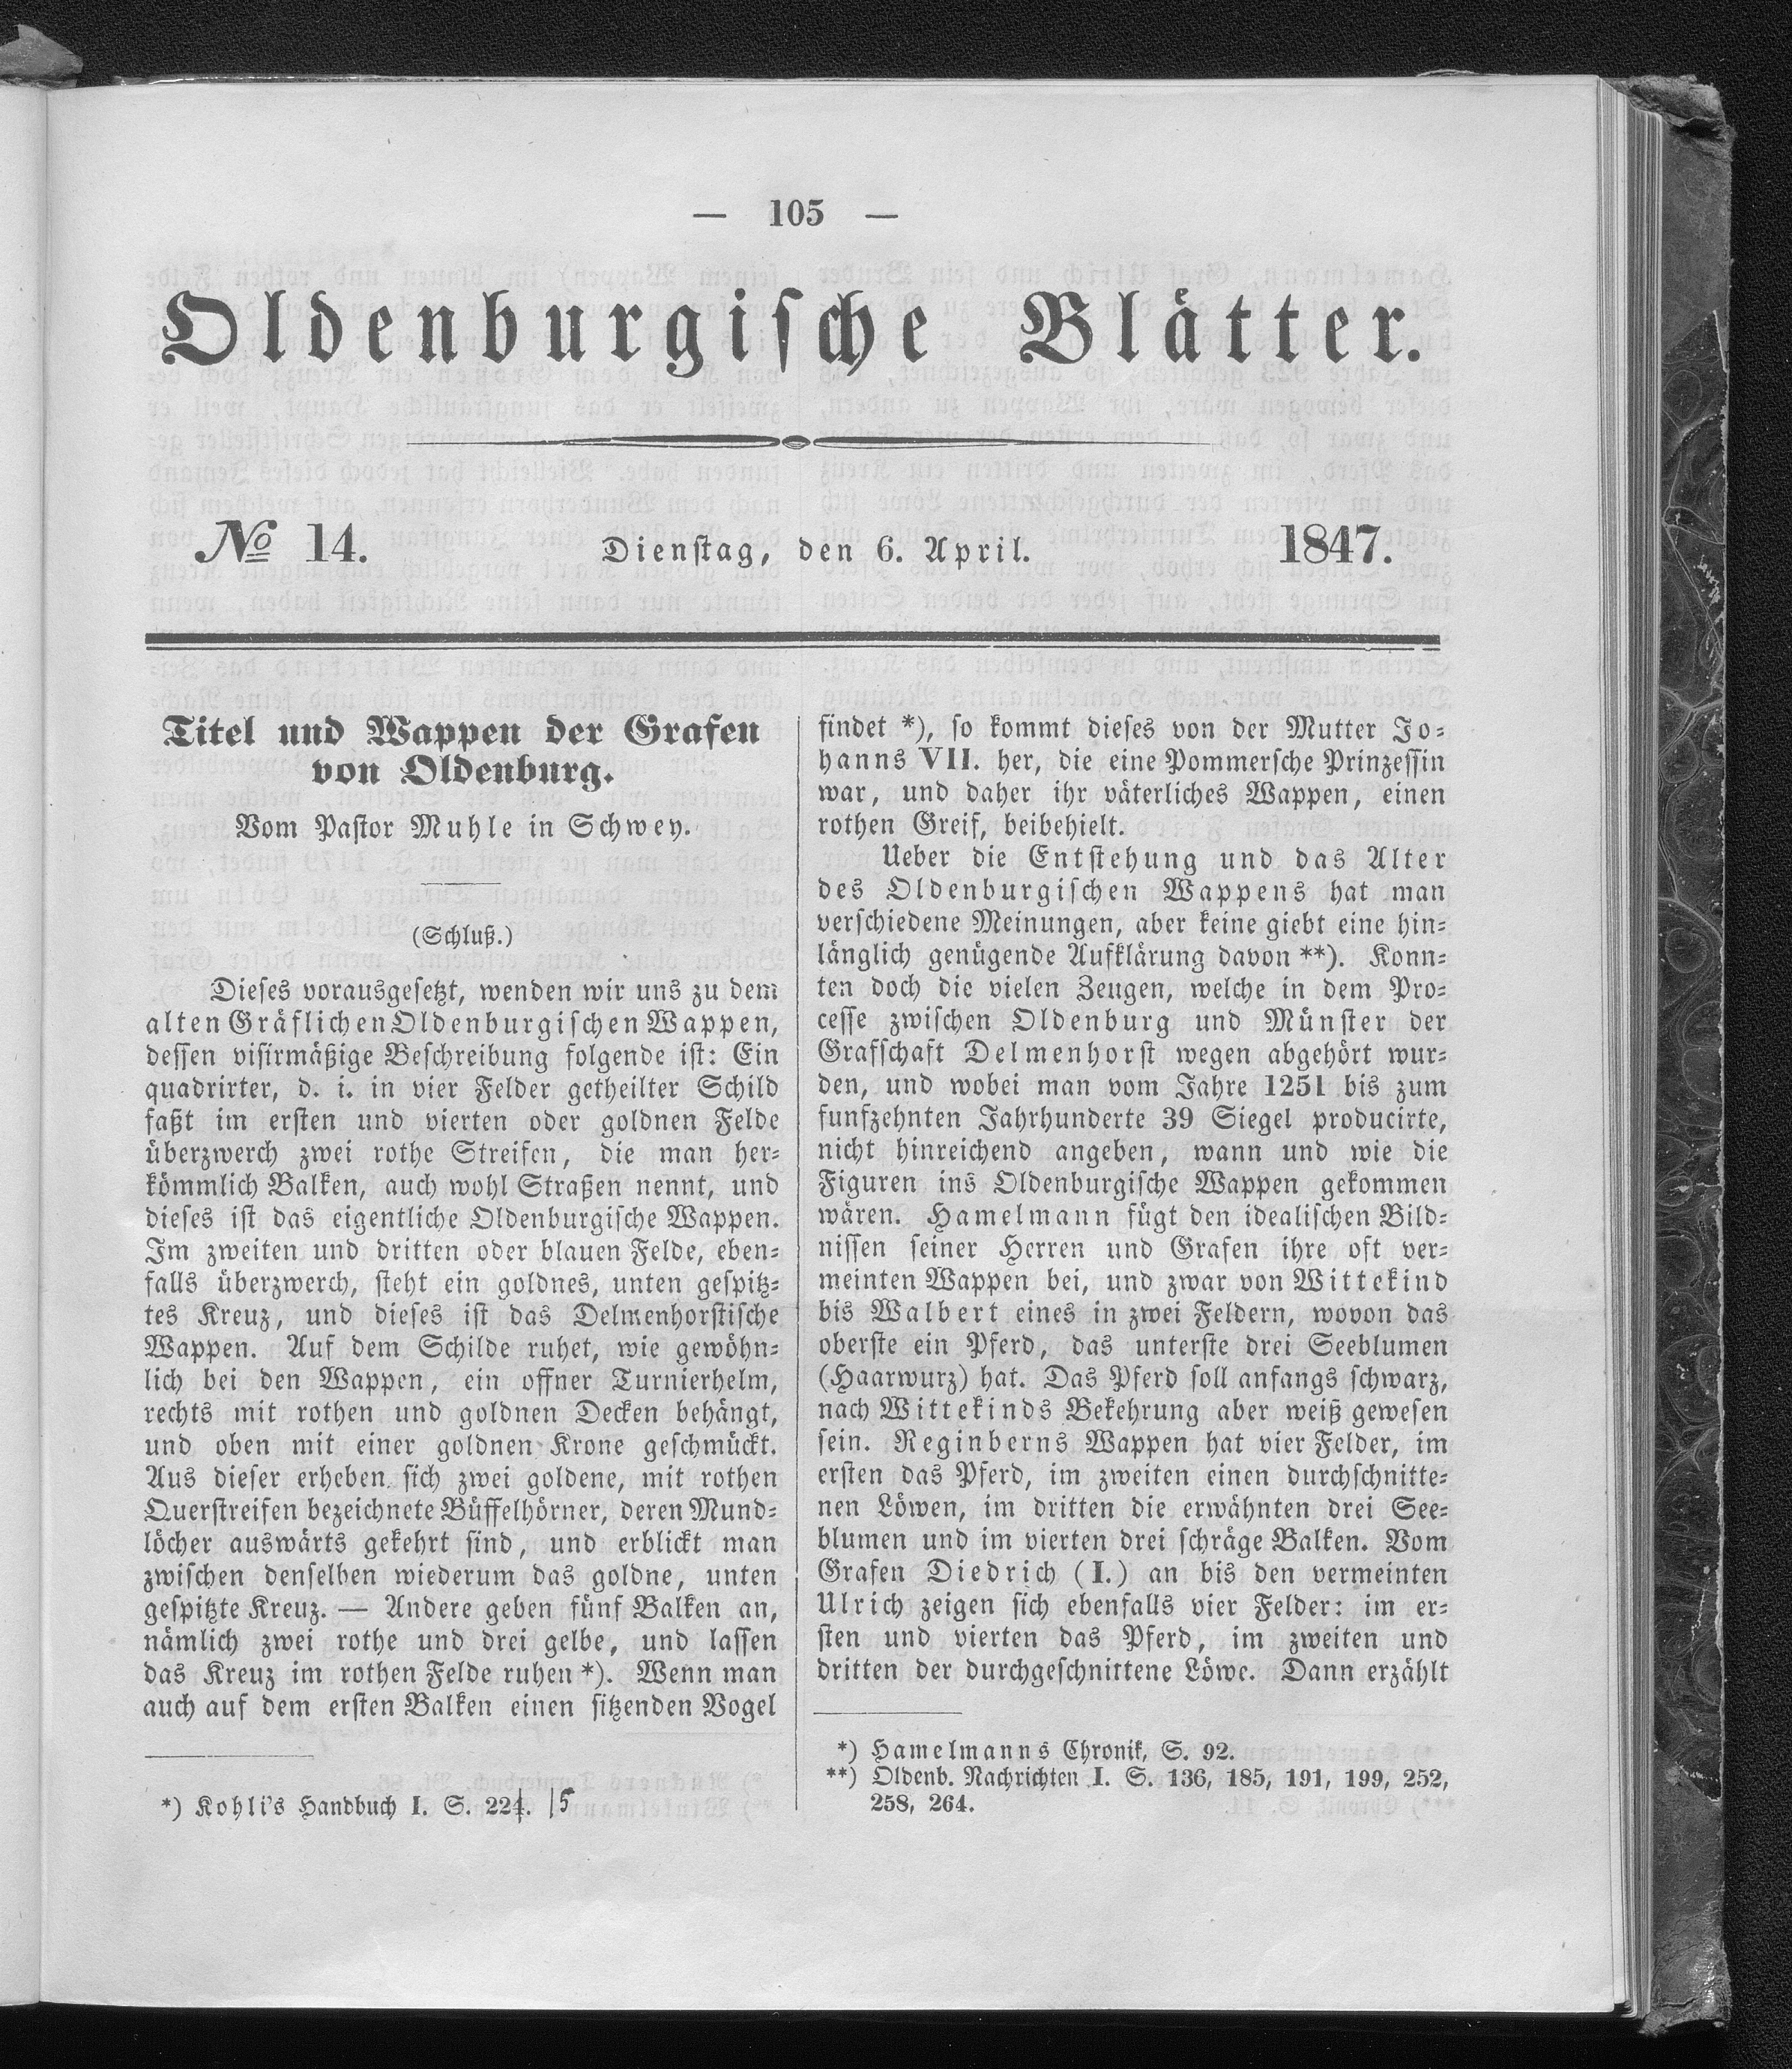 — 105 —
Oldenburgische Blätter.
№ 14. Dienstag, den 6. April. 1847.
Titel und Wappen der Grafen
von Oldenburg.
Vom Pastor Muhle in Schwey.
(Schluß.)
Dieses vorausgesetzt, wenden wir uns zu dem
alten Gräflichen Oldenburgischen Wappen,
dessen visirmäßige Beschreibung folgende ist: Ein
quadrirter, d. i. in vier Felder getheilter Schild
faßt im ersten und vierten oder goldnen Felde
überzwerch zwei rothe Streifen, die man her-
kömmlich Balken, auch wohl Straßen nennt, und
dieses ist das eigentliche Oldenburgische Wappen.
Im zweiten und dritten oder blauen Felde, eben-
falls überzwerch, steht ein goldnes, unten gespitz-
tes Kreuz, und dieses ist das Delmenhorstische
Wappen. Auf dem Schilde ruhet, wie gewöhn-
lich bei den Wappen, ein offner Turnierhelm,
rechts mit rothen und goldnen Decken behängt,
und oben mit einer goldnen Krone geschmückt.
Aus dieser erheben sich zwei goldene, mit rothen
Querstreifen bezeichnete Büffelhörner, deren Mund-
löcher auswärts gekehrt sind, und erblickt man
zwischen denselben wiederum das goldne, unten
gespitzte Kreuz. — Andere geben fünf Balken an,
nämlich zwei rothe und drei gelbe, und lassen
das Kreuz im rothen Felde ruhen *). Wenn man
auch auf dem ersten Balken einen sitzenden Vogel
*) Kohli's Handbuch I. S. 224. |5
findet *), so kommt dieses von der Mutter Jo-
hanns VII. her, die eine Pommersche Prinzessin
war, und daher ihr väterliches Wappen, einen
rothen Greif, beibehielt.
Ueber die Entstehung und das Alter
des Oldenburgischen Wappens hat man
verschiedene Meinungen, aber keine giebt eine hin-
länglich genügende Aufklärung davon **). Konn-
ten doch die vielen Zeugen, welche in dem Pro-
cesse zwischen Oldenburg und Münster der
Grafschaft Delmenhorst wegen abgehört wur-
den, und wobei man vom Jahre 1251 bis zum
funfzehnten Jahrhunderte 39 Siegel producirte,
nicht hinreichend angeben, wann und wie die
Figuren ins Oldenburgische Wappen gekommen
wären. Hamelmann fügt den idealischen Bild-
nissen seiner Herren und Grafen ihre oft ver-
meinten Wappen bei, und zwar von Wittekind
bis Walbert eines in zwei Feldern, wovon das
oberste ein Pferd, das unterste drei Seeblumen
(Haarwurz) hat. Das Pferd soll anfangs schwarz,
nach Wittekinds Bekehrung aber weiß gewesen
sein. Reginberns Wappen hat vier Felder, im
ersten das Pferd, im zweiten einen durchschnitte-
nen Löwen, im dritten die erwähnten drei See-
blumen und im vierten drei schräge Balken. Vom
Grafen Diedrich (I.) an bis den vermeinten
Ulrich zeigen sich ebenfalls vier Felder: im er-
sten und vierten das Pferd, im zweiten und
dritten der durchgeschnittene Löwe. Dann erzählt
*) Hamelmanns Chronik, S. 92.
**) Oldenb. Nachrichten I. S. 136, 185, 191, 199, 252,
258, 264.